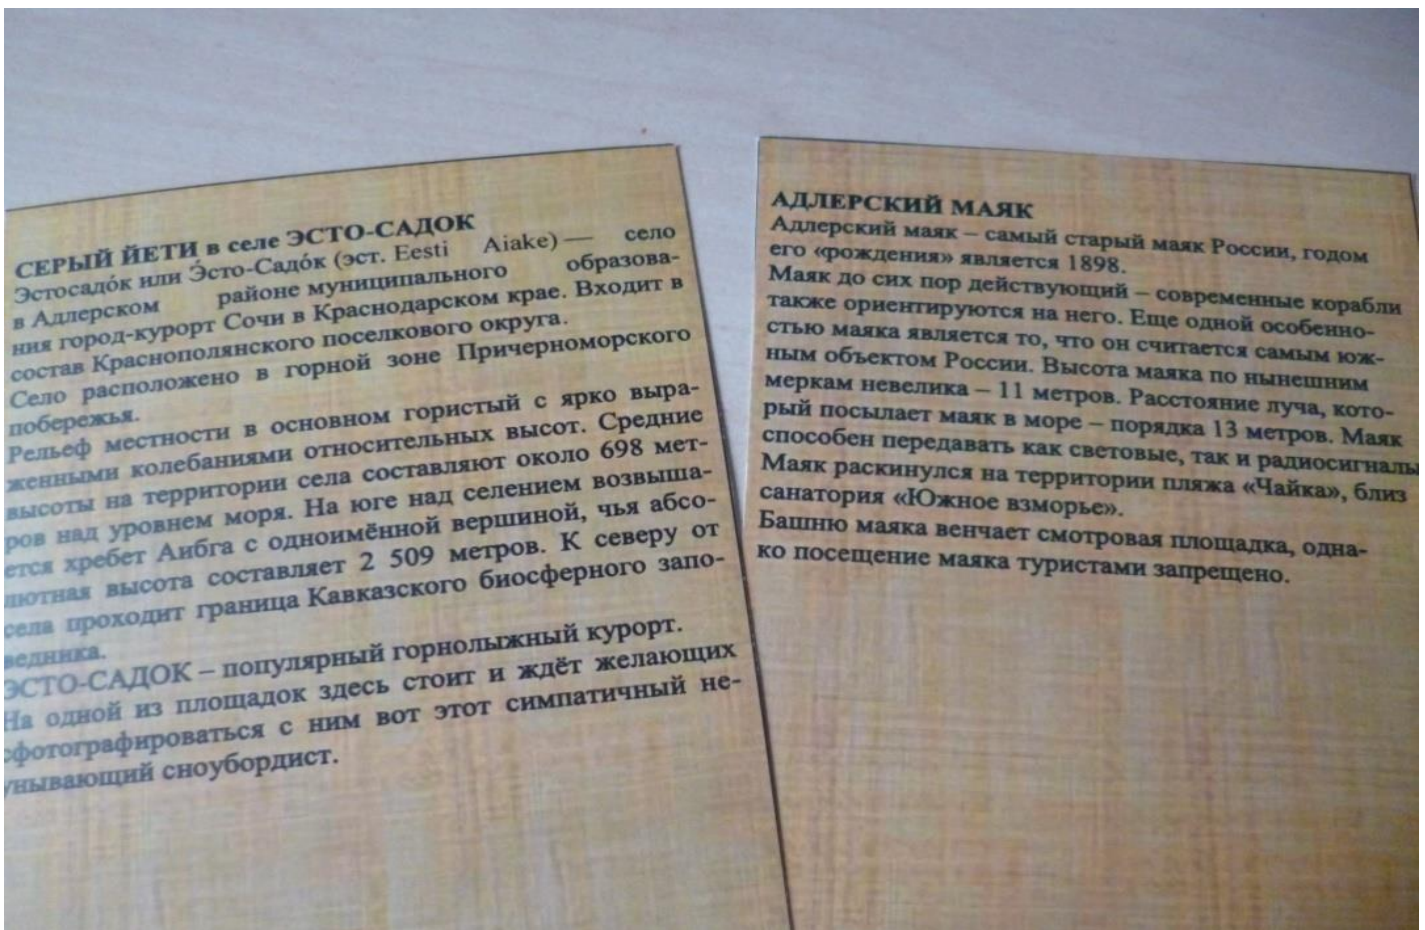 СЕРЫЙ ЙЕТИ в селе ЭСТО-САДОК
Эстосадо́к или Э́сто-Садо́к (эст. Eesti Aiake) — село
в Адлерском районе муниципального образова-
ния город-курорт Сочи в Краснодарском крае. Входит в
состав Краснополянского поселкового округа.
Село расположено в горной зоне Причерноморского
побережья.
Рельеф местности в основном гористый с ярко выра-
женными колебаниями относительных высот. Средние
высоты на территории села составляют около 698 мет-
ров над уровнем моря. На юге над селением возвыша-
ется хребет Аибга с одноимённой вершиной, чья абсо-
лютная высота составляет 2 509 метров. К северу от
села проходит граница Кавказского биосферного запо-
ведника.
ЭСТО-САДОК – популярный горнолыжный курорт.
На одной из площадок здесь стоит и ждёт желающих
сфотографироваться с ним вот этот симпатичный не-
унывающий сноубордист.
АДЛЕРСКИЙ МАЯК
Адлерский маяк – самый старый маяк России, годом
его «рождения» является 1898.
Маяк до сих пор действующий – современные корабли
также ориентируются на него. Еще одной особенно-
стью маяка является то, что он считается самым юж-
ным объектом России. Высота маяка по нынешним
меркам невелика – 11 метров. Расстояние луча, кото-
рый посылает маяк в море – порядка 13 метров. Маяк
способен передавать как световые, так и радиосигналы
Маяк раскинулся на территории пляжа «Чайка», близ
санатория «Южное взморье».
Башню маяка венчает смотровая площадка, одна-
ко посещение маяка туристами запрещено.